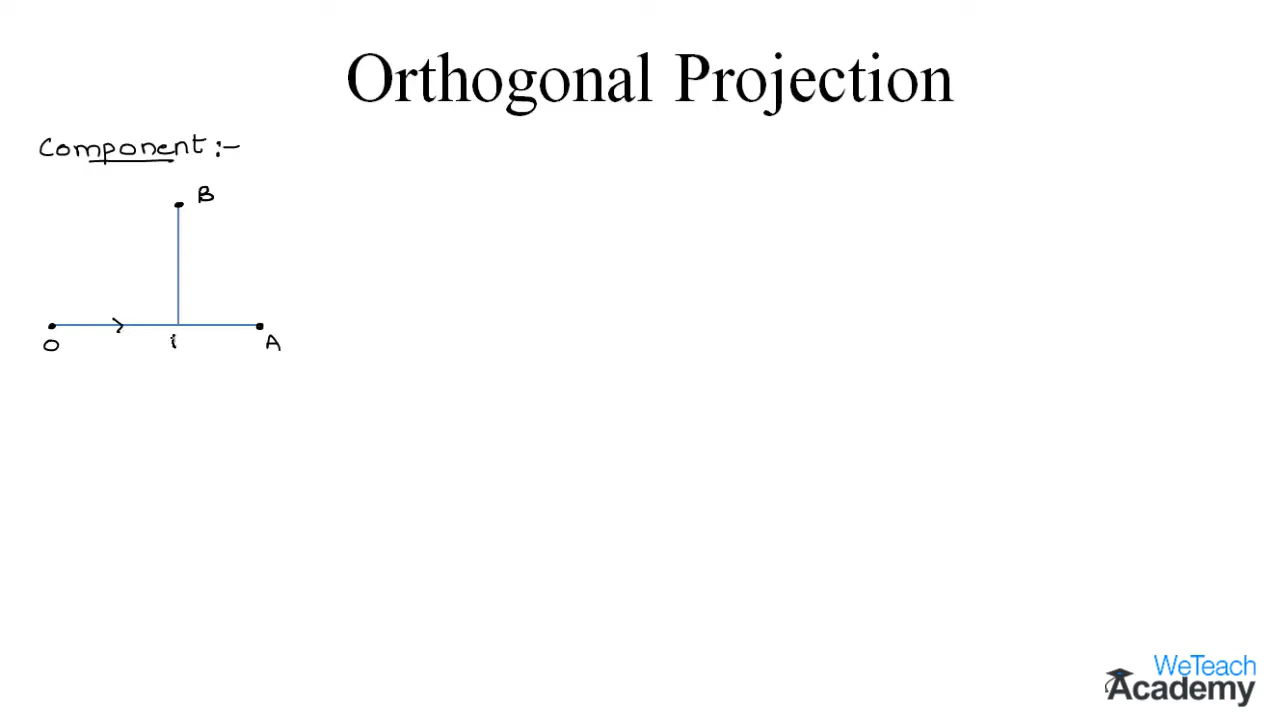 Orthogonal Projection
Component :-
B
O
A
WeTeach
Academy